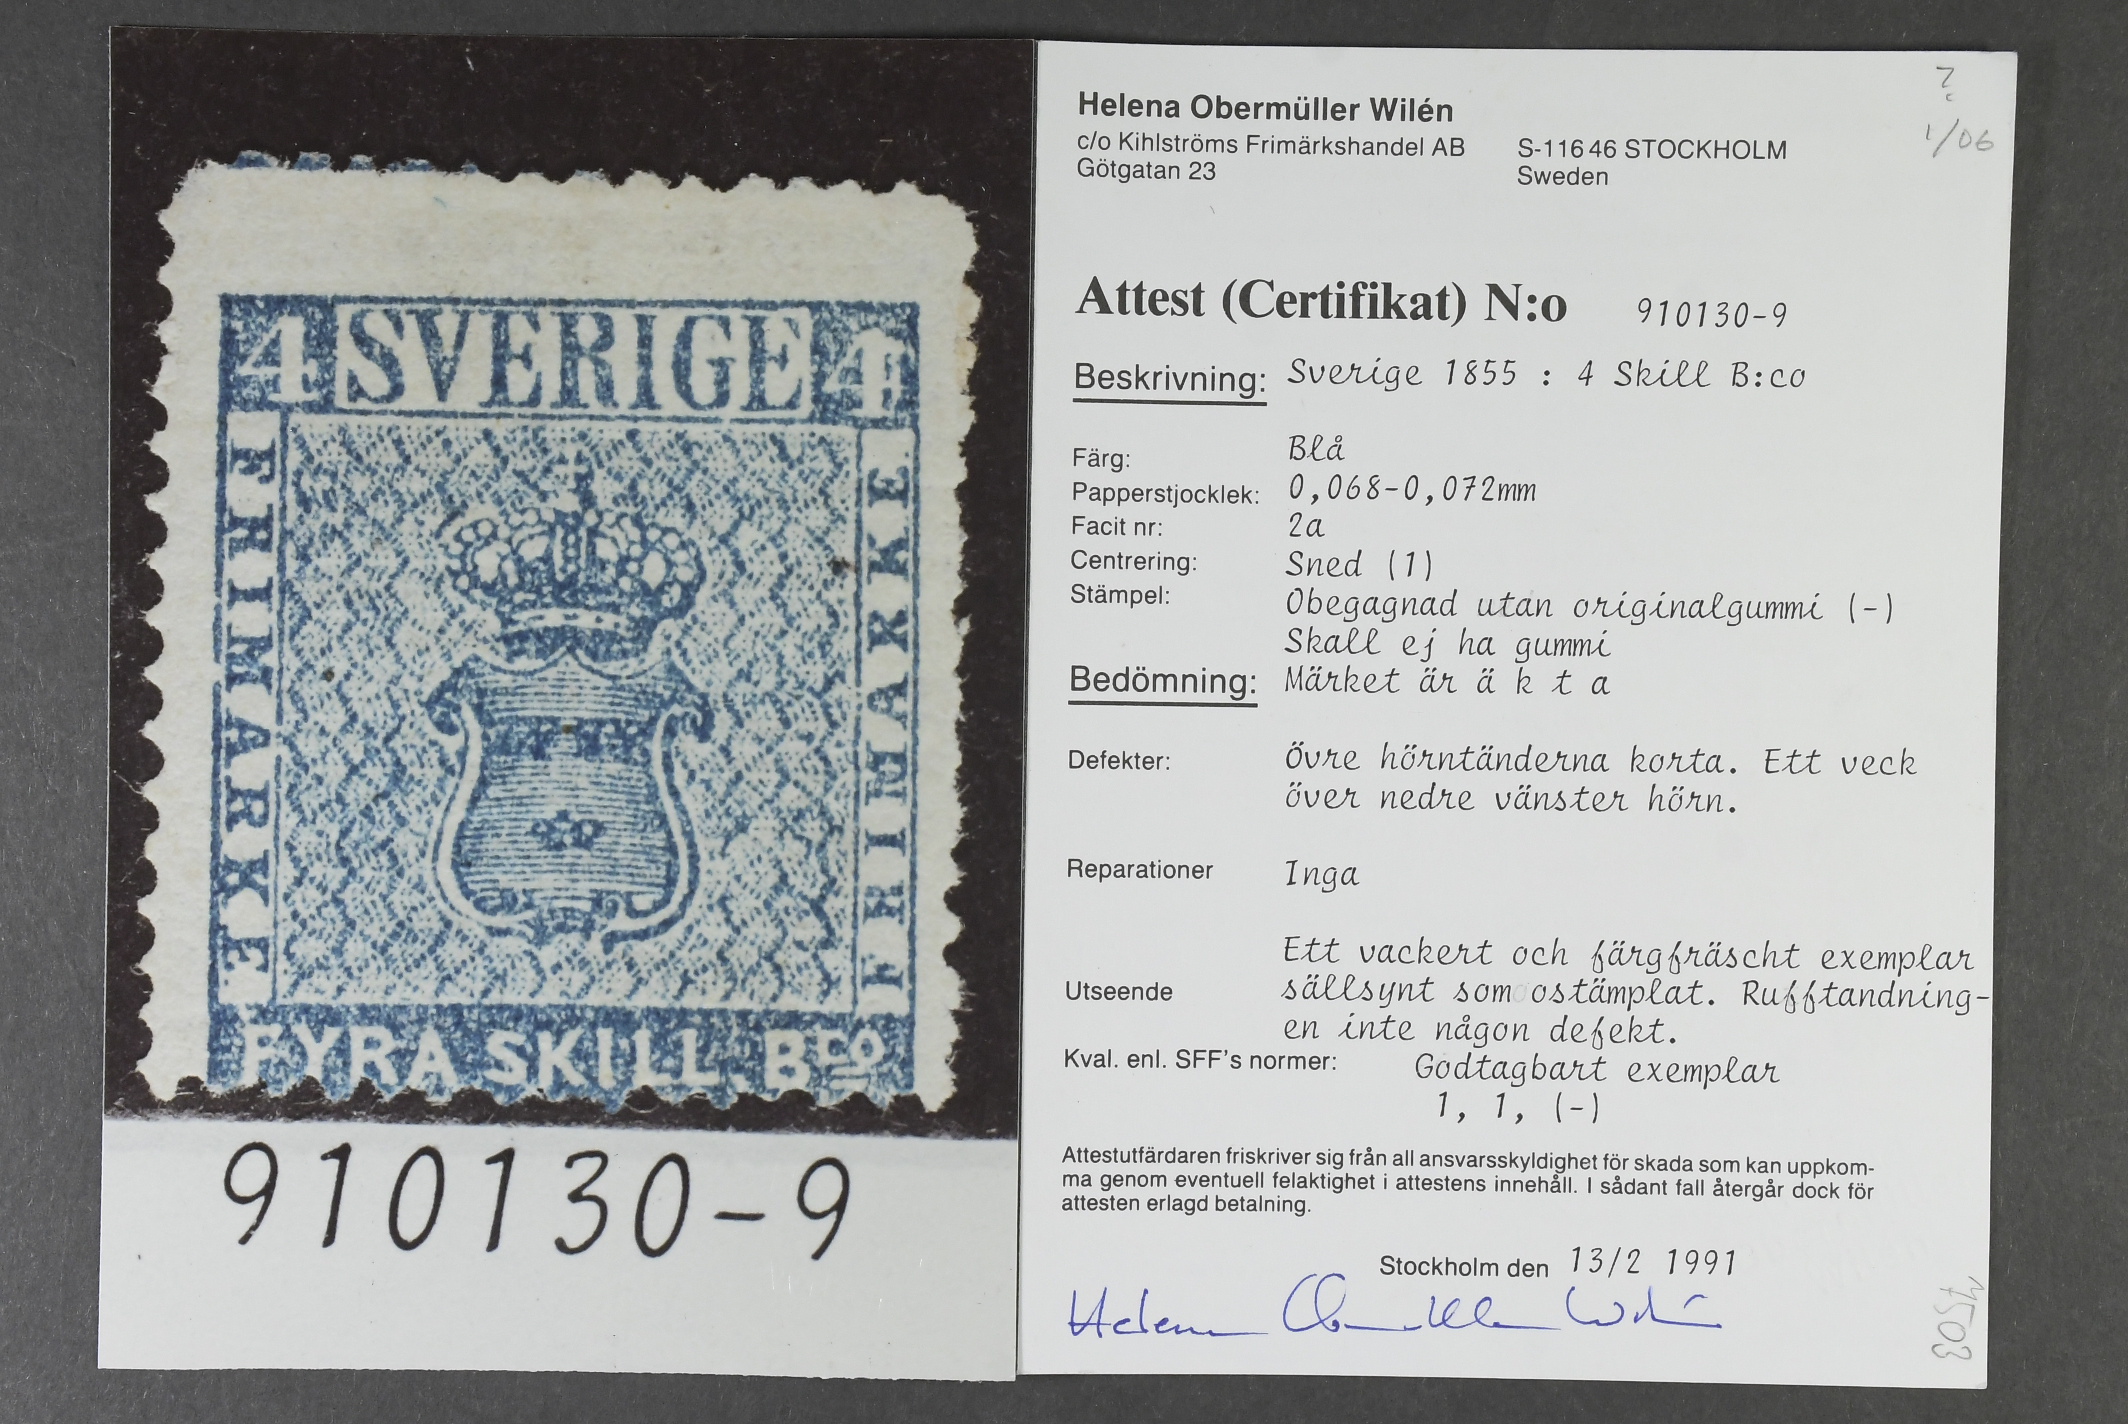 4 SVERIGE 4
FRIMÄRKE
FRIMÄRKE
FYRA SKILL. Bco
910130-9
Helena Obermüller Wilén
c/o Kihlströms Frimärkshandel AB
Götgatan 23
S-116 46 STOCKHOLM
Sweden
?
1/06
Attest (Certifikat) N:o 910130-9
Beskrivning: Sverige 1855 : 4 Skill B:co
Färg: Blå
Papperstjocklek: 0,068-0,072mm
Facit nr: 2a
Centrering: Sned (1)
Stämpel: Obegagnad utan originalgummi (-)
Skall ej ha gummi
Bedömning: Märket är ä k t a
Defekter: Övre hörntänderna korta. Ett veck
över nedre vänster hörn.
Reparationer Inga
Ett vackert och färgfräscht exemplar
Utseende sällsynt som ostämplat. Rufftandning-
en inte någon defekt.
Kval. enl. SFF's normer: Godtagbart exemplar
1, 1, (-)
Attestutfärdaren friskriver sig från all ansvarsskyldighet för skada som kan uppkom-
ma genom eventuell felaktighet i attestens innehåll. I sådant fall återgår dock för
attesten erlagd betalning.
Stockholm den 13/2 1991
Helena Obermüller Wilén